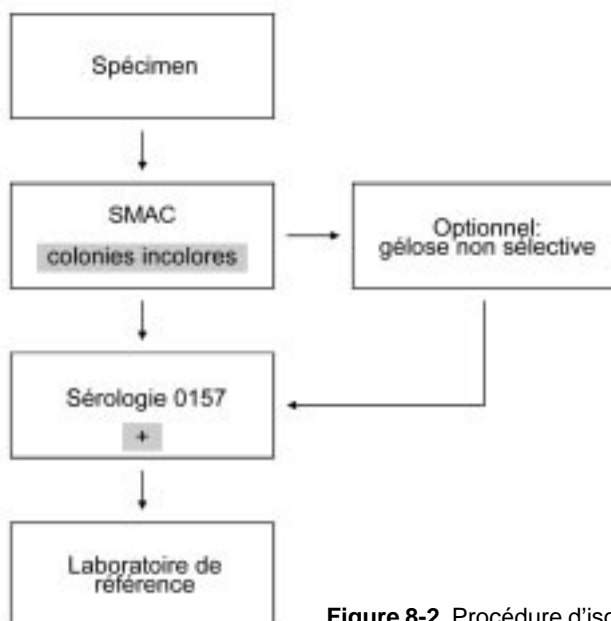 Spécimen
SMAC
colonies incolores
Optionnel:
gélose non sélective
Sérologie 0157
+
Laboratoire de
référence
Figure 8-2 Procédure d'iso